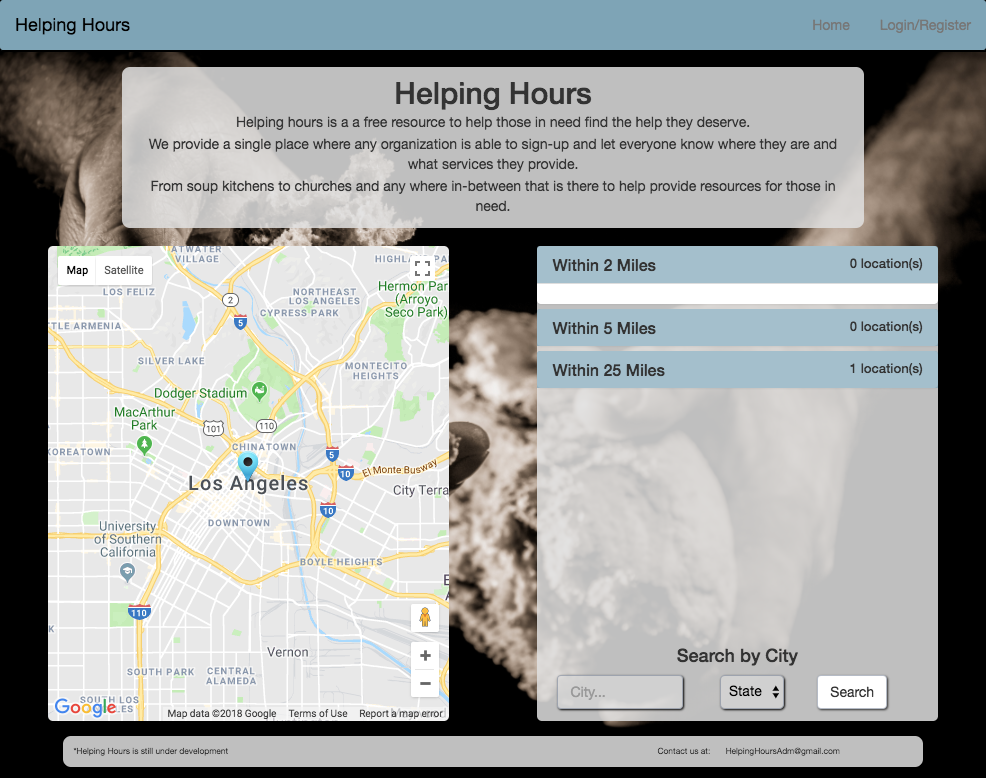 Helping Hours
Home
Login/Register
Helping Hours
Helping hours is a a free resource to help those in need find the help they deserve.
We provide a single place where any organization is able to sign-up and let everyone know where they are and
what services they provide.
From soup kitchens to churches and any where in-between that is there to help provide resources for those in
need.
Map
Satellite
ATWATER
VILLAGE
HIGHLA
LOS FELIZ
Hermon Par
(Arroyo
Seco Park)
2
NORTHEAST
LOS ANGELES
5
CYPRESS PARK
TLE ARMENIA
SILVER LAKE
MONTECITO
HEIGHTS
Dodger Stadium
MacArthur
Park
101
110
KOREATOWN
CHINATOWN
5
10
El Monte Busway
Los Angeles
City Terra
10
DOWNTOWN
University
of Southern
California
BOYLE HEIGHTS
110
Vernon
SOUTH PARK
CENTRAL
ALAMEDA
SOUTH LOS
ELES
Google
Map data ©2018 Google
Terms of Use
Report a map error
Within 2 Miles
0 location(s)
Within 5 Miles
0 location(s)
Within 25 Miles
1 location(s)
Search by City
City...
State
Search
*Helping Hours is still under development
Contact us at:
HelpingHoursAdm@gmail.com